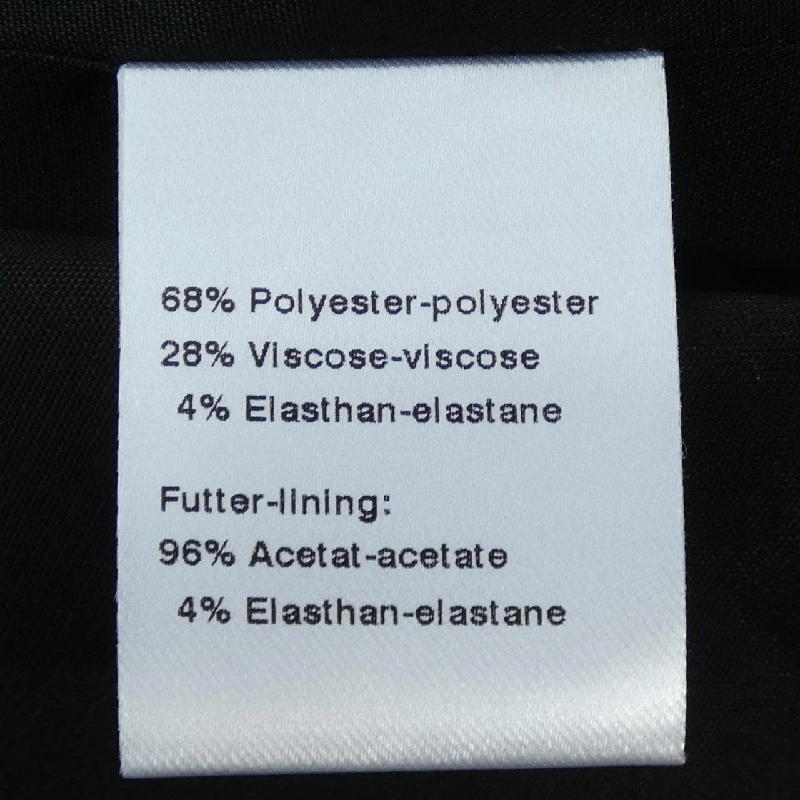 68% Polyester-polyester
28% Viscose-viscose
4% Elasthan-elastane
Futter-lining:
96% Acetat-acetate
4% Elasthan-elastane